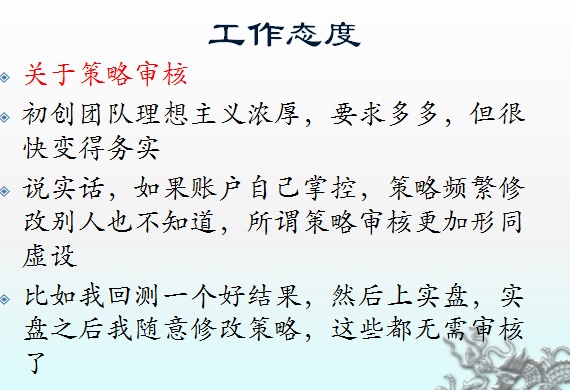 工作态度
关于策略审核
初创团队理想主义浓厚，要求多多，但很
快变得务实
说实话，如果账户自己掌控，策略频繁修
改别人也不知道，所谓策略审核更加形同
虚设
比如我回测一个好结果，然后上实盘，实
盘之后我随意修改策略，这些都无需审核
了